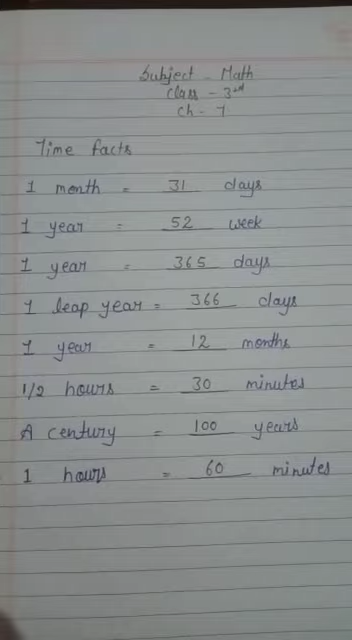 Subject - Math
Class - 3rd
Ch - 7
Time facts
1 month = 31 days
1 year = 52 week
1 year = 365 days
1 leap year = 366 days
1 year = 12 months
1/2 hours = 30 minutes
A century = 100 years
1 hours = 60 minutes